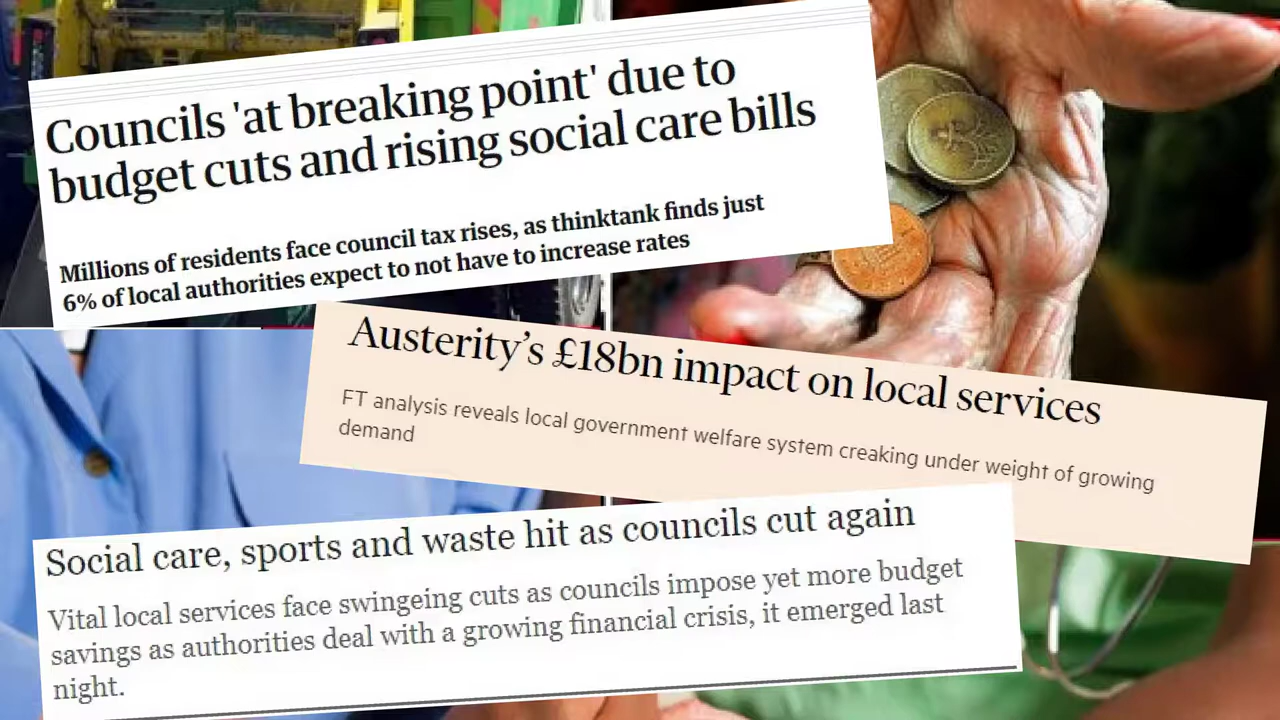 Councils 'at breaking point' due to
budget cuts and rising social care bills
Millions of residents face council tax rises, as thinktank finds just
6% of local authorities expect to not have to increase rates
Austerity's £18bn impact on local services
FT analysis reveals local government welfare system creaking under weight of growing
demand
Social care, sports and waste hit as councils cut again
Vital local services face swingeing cuts as councils impose yet more budget
savings as authorities deal with a growing financial crisis, it emerged last
night.